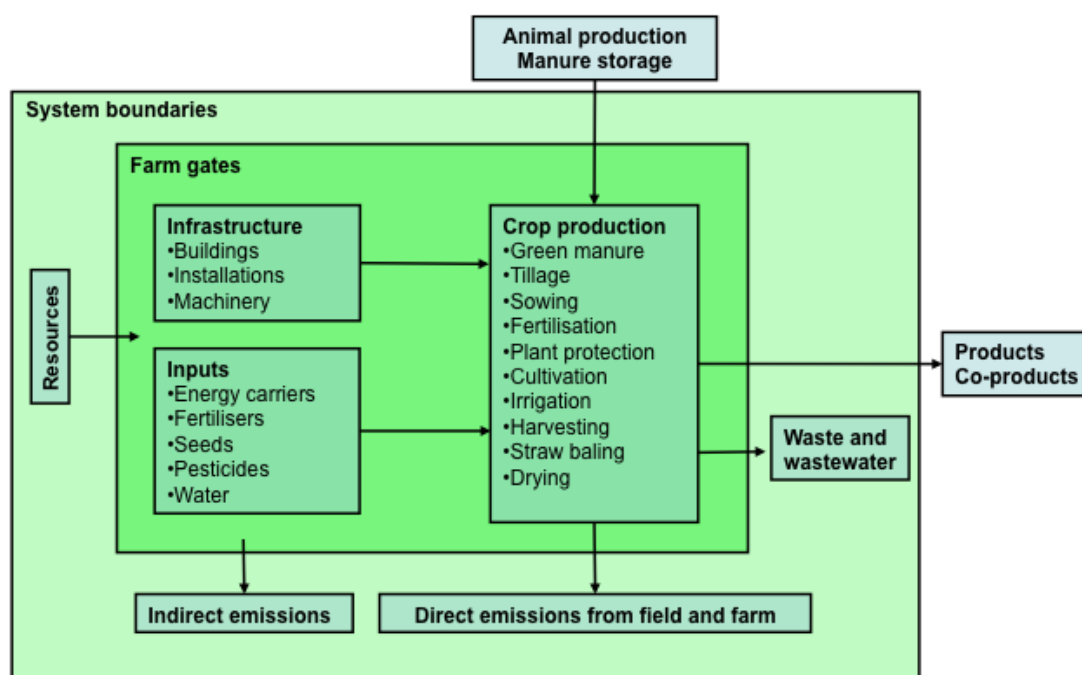 Animal production
Manure storage
System boundaries
Farm gates
Infrastructure
•Buildings
•Installations
•Machinery
Crop production
•Green manure
•Tillage
•Sowing
•Fertilisation
•Plant protection
•Cultivation
•Irrigation
•Harvesting
•Straw baling
•Drying
Resources
Inputs
•Energy carriers
•Fertilisers
•Seeds
•Pesticides
•Water
Products
Co-products
Waste and
wastewater
Indirect emissions
Direct emissions from field and farm